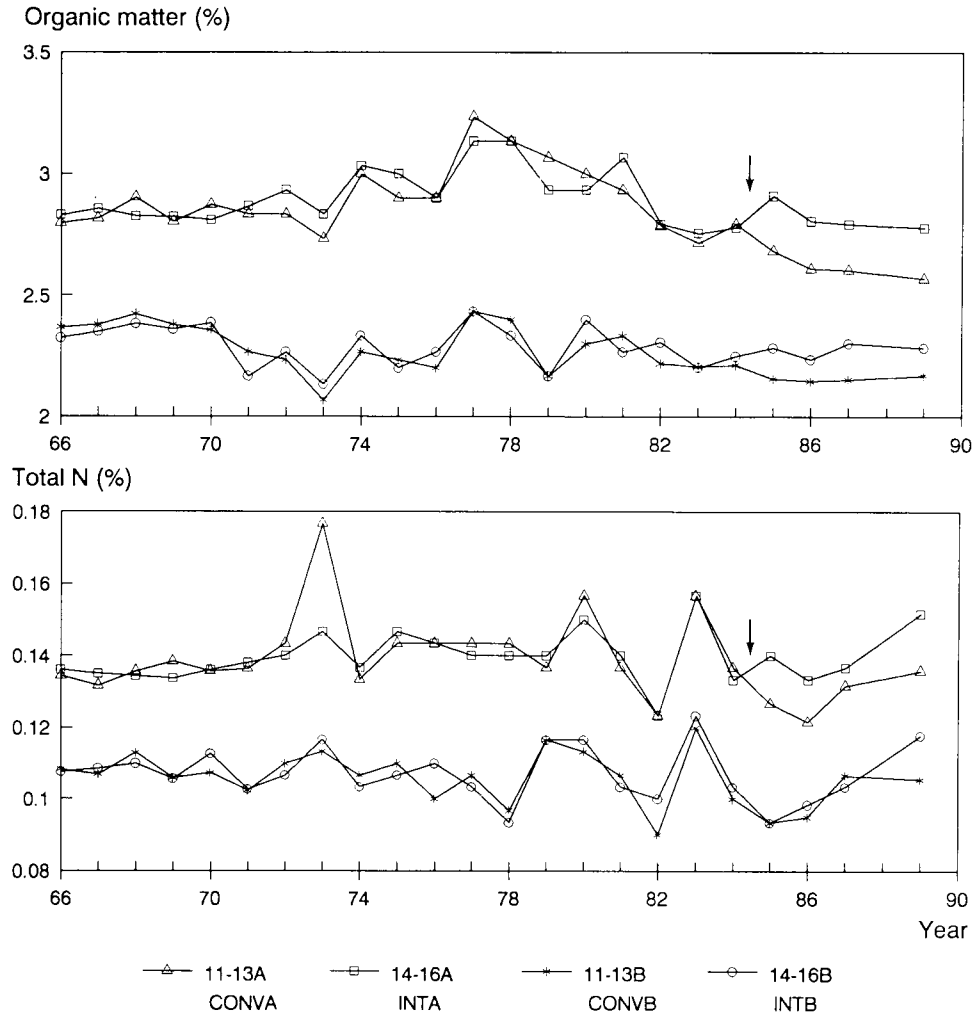 Organic matter (%)
3.5
3
2.5
2
66 70 74 78 82 86 90
Total N (%)
0.18
0.16
0.14
0.12
0.1
0.08
66 70 74 78 82 86 90
Year
11-13A 14-16A 11-13B 14-16B
CONVA INTA CONVB INTB